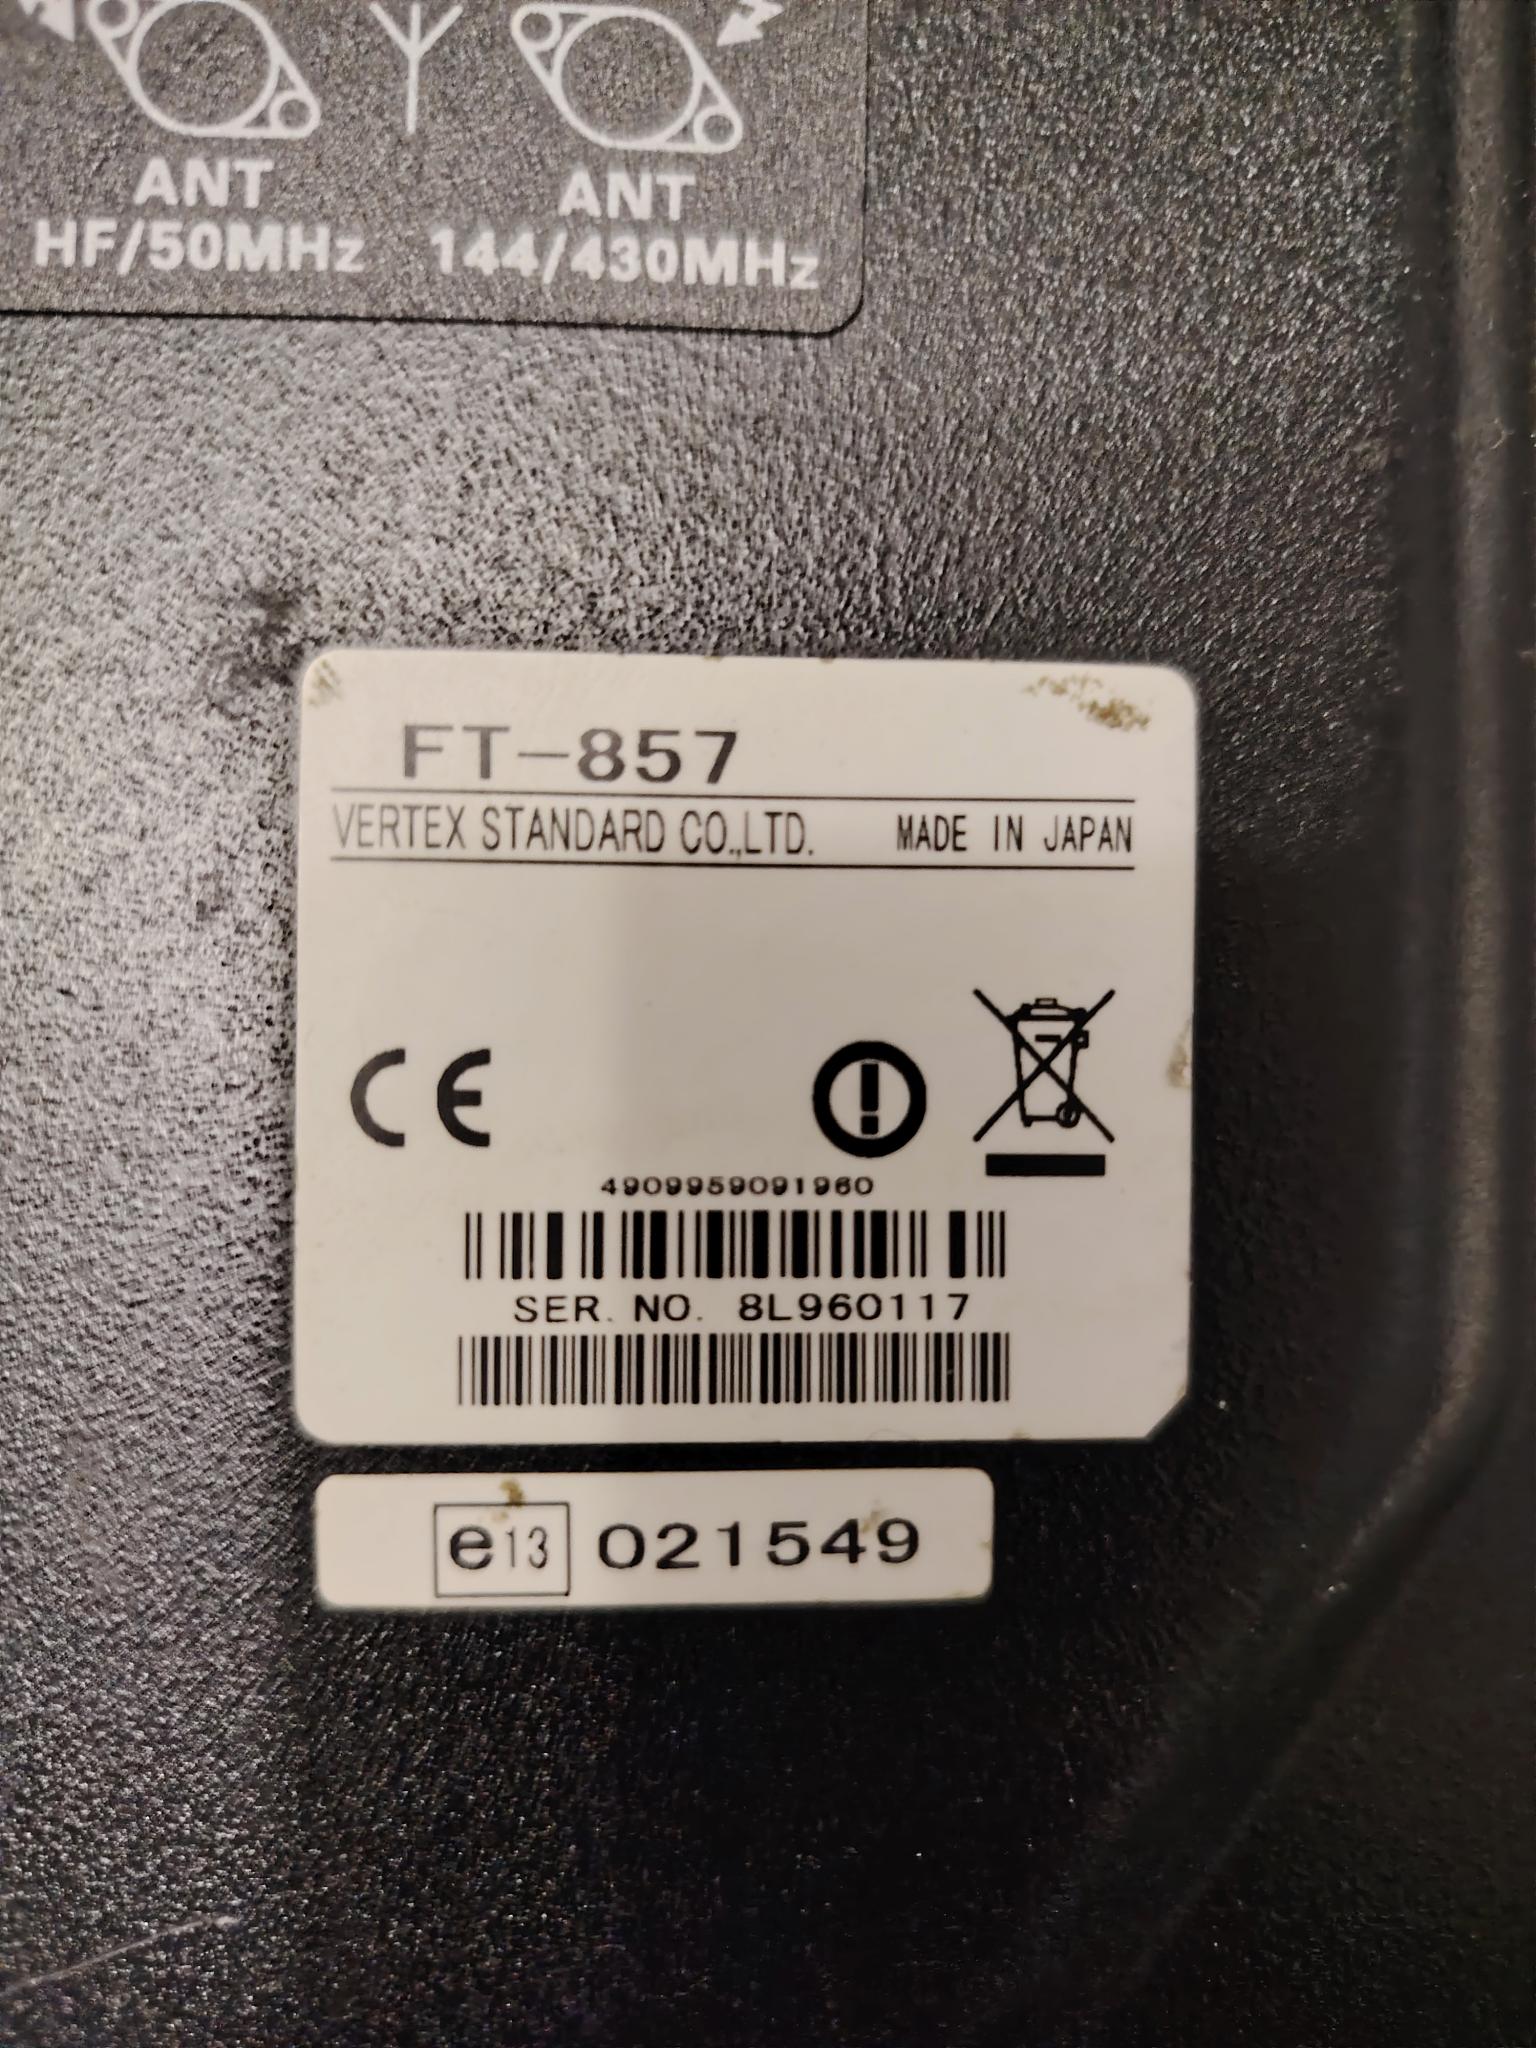 ANT ANT
HF/50MHz 144/430MHz
FT-857
VERTEX STANDARD CO.,LTD. MADE IN JAPAN
CE
4909959091960
SER. NO. 8L960117
e13 021549